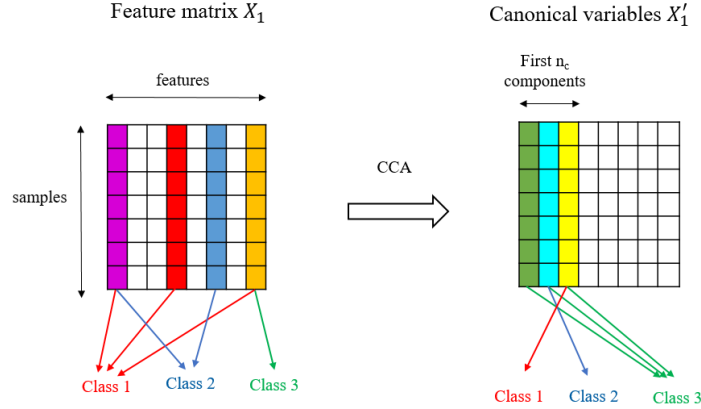 Feature matrix X₁
Canonical variables X₁′
features
First n_c
components
samples
CCA
Class 1
Class 2
Class 3
Class 1
Class 2
Class 3